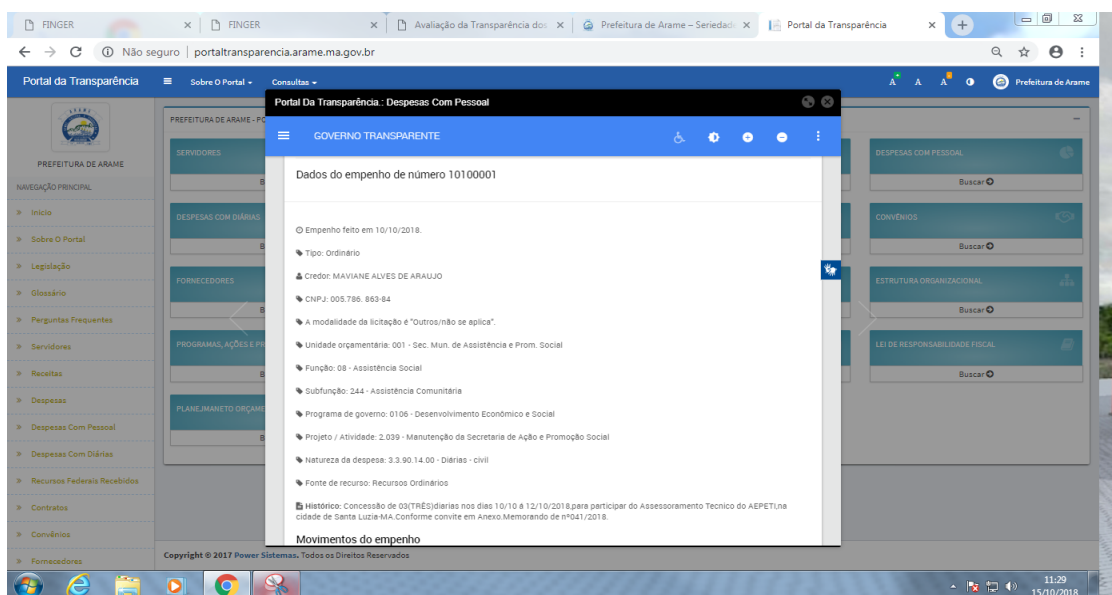 FINGER
FINGER
Avaliação da Transparência dos
Prefeitura de Arame – Seriedad
Portal da Transparência
Não seguro | portaltransparencia.arame.ma.gov.br
Portal da Transparência
Sobre O Portal
Consultas
A A A
Prefeitura de Arame
PREFEITURA DE ARAME
NAVEGAÇÃO PRINCIPAL
» Inicio
» Sobre O Portal
» Legislação
» Glossário
» Perguntas Frequentes
» Servidores
» Receitas
» Despesas
» Despesas Com Pessoal
» Despesas Com Diárias
» Recursos Federais Recebidos
» Contratos
» Convênios
» Fornecedores
PREFEITURA DE ARAME - PO
SERVIDORES
B
DESPESAS COM DIÁRIAS
B
FORNECEDORES
B
PROGRAMAS, AÇÕES E PR
B
PLANEJMANETO ORÇAME
B
Portal Da Transparência.: Despesas Com Pessoal
GOVERNO TRANSPARENTE
Dados do empenho de número 10100001
Empenho feito em 10/10/2018.
Tipo: Ordinário
Credor: MAVIANE ALVES DE ARAUJO
CNPJ: 005.786. 863-84
A modalidade da licitação é "Outros/não se aplica".
Unidade orçamentária: 001 - Sec. Mun. de Assistência e Prom. Social
Função: 08 - Assistência Social
Subfunção: 244 - Assistência Comunitária
Programa de governo: 0106 - Desenvolvimento Econômico e Social
Projeto / Atividade: 2.039 - Manutenção da Secretaria de Ação e Promoção Social
Natureza da despesa: 3.3.90.14.00 - Diárias - civil
Fonte de recurso: Recursos Ordinários
Histórico: Concessão de 03(TRÊS)diarias nos dias 10/10 á 12/10/2018,para participar do Assessoramento Tecnico do AEPETI,na
cidade de Santa Luzia-MA.Conforme convite em Anexo.Memorando de nº041/2018.
Movimentos do empenho
DESPESAS COM PESSOAL
Buscar
CONVÊNIOS
Buscar
ESTRUTURA ORGANIZACIONAL
Buscar
LEI DE RESPONSABILIDADE FISCAL
Buscar
Copyright © 2017 Power Sistemas. Todos os Direitos Reservados
11:29
15/10/2018